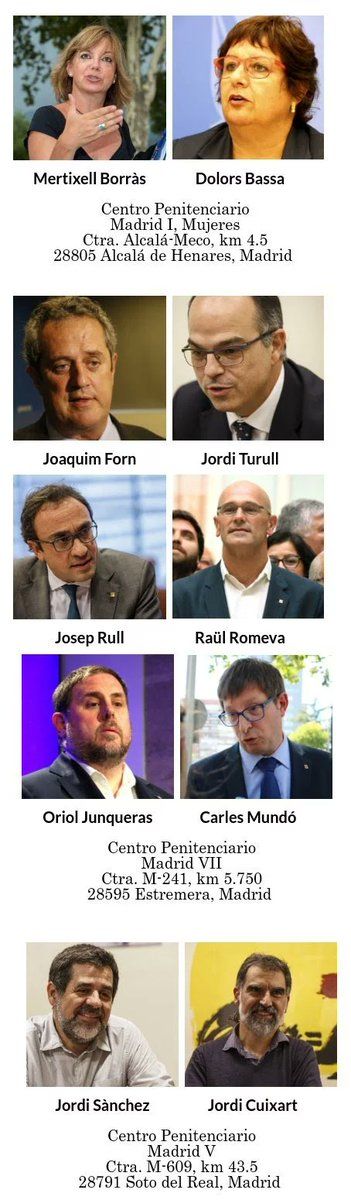 Mertixell Borràs
Dolors Bassa
Centro Penitenciario
Madrid I, Mujeres
Ctra. Alcalá-Meco, km 4.5
28805 Alcalá de Henares, Madrid
Joaquim Forn
Jordi Turull
Josep Rull
Raül Romeva
Oriol Junqueras
Carles Mundó
Centro Penitenciario
Madrid VII
Ctra. M-241, km 5.750
28595 Estremera, Madrid
Jordi Sànchez
Jordi Cuixart
Centro Penitenciario
Madrid V
Ctra. M-609, km 43.5
28791 Soto del Real, Madrid